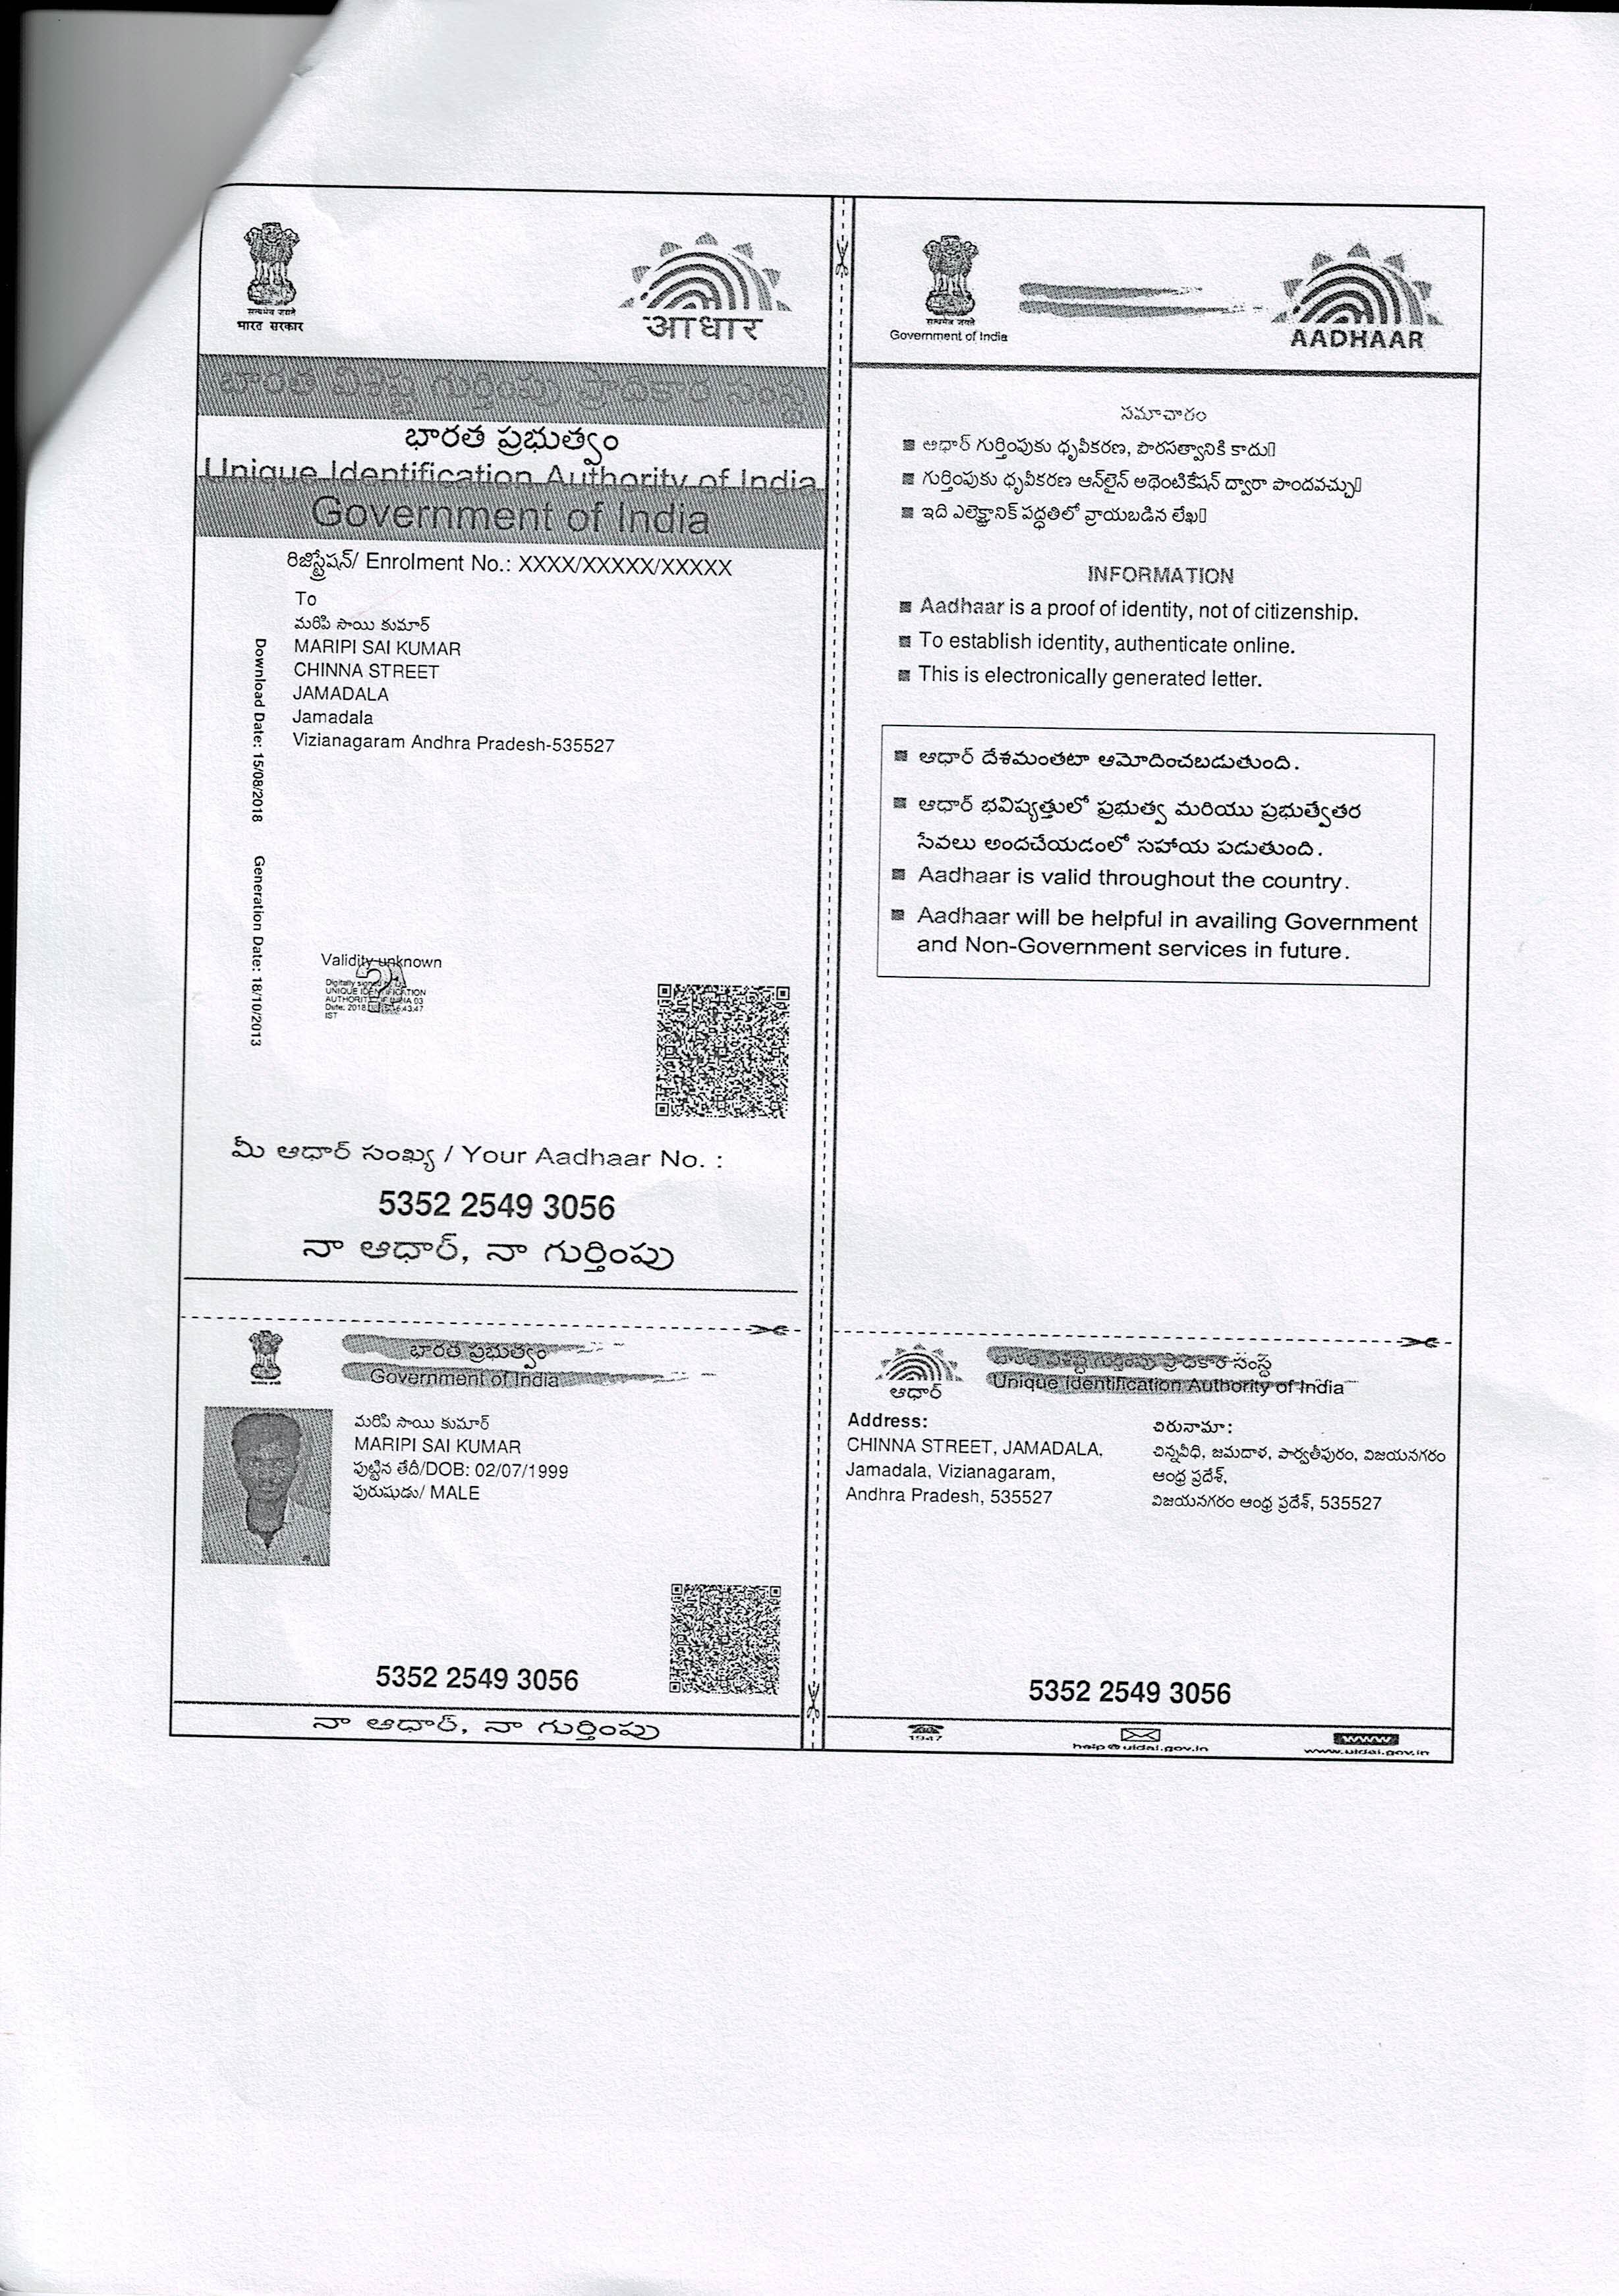 सत्यमेव जयते
भारत सरकार
आधार
భారత విశిష్ట గుర్తింపు ప్రాధికార సంస్థ
భారత ప్రభుత్వం
Unique Identification Authority of India
Government of India
రిజిస్ట్రేషన్/ Enrolment No.: XXXX/XXXXX/XXXXX
To
మరిపి సాయి కుమార్
MARIPI SAI KUMAR
CHINNA STREET
JAMADALA
Jamadala
Vizianagaram Andhra Pradesh-535527
Download Date: 15/08/2018
Generation Date: 18/10/2013
Validity unknown
Digitally signed by
UNIQUE IDENTIFICATION
AUTHORITY OF INDIA 03
Date: 2018
IST
మీ ఆధార్ సంఖ్య / Your Aadhaar No. :
5352 2549 3056
నా ఆధార్, నా గుర్తింపు
सत्यमेव जयते
Government of India
AADHAAR
సమాచారం
ఆధార్ గుర్తింపుకు ధృవీకరణ, పౌరసత్వానికి కాదు
గుర్తింపుకు ధృవీకరణ ఆన్‌లైన్ అథెంటికేషన్ ద్వారా పొందవచ్చు
ఇది ఎలెక్ట్రానిక్ పద్ధతిలో వ్రాయబడిన లేఖ
INFORMATION
Aadhaar is a proof of identity, not of citizenship.
To establish identity, authenticate online.
This is electronically generated letter.
ఆధార్ దేశమంతటా ఆమోదించబడుతుంది.
ఆధార్ భవిష్యత్తులో ప్రభుత్వ మరియు ప్రభుత్వేతర
సేవలు అందచేయడంలో సహాయ పడుతుంది.
Aadhaar is valid throughout the country.
Aadhaar will be helpful in availing Government
and Non-Government services in future.
భారత ప్రభుత్వం
Government of India
మరిపి సాయి కుమార్
MARIPI SAI KUMAR
పుట్టిన తేదీ/DOB: 02/07/1999
పురుషుడు/ MALE
5352 2549 3056
నా ఆధార్, నా గుర్తింపు
ఆధార్
భారత విశిష్ట గుర్తింపు ప్రాధికార సంస్థ
Unique Identification Authority of India
Address:
CHINNA STREET, JAMADALA,
Jamadala, Vizianagaram,
Andhra Pradesh, 535527
చిరునామా:
చిన్నవీధి, జమదాళ, పార్వతీపురం, విజయనగరం
ఆంధ్ర ప్రదేశ్,
విజయనగరం ఆంధ్ర ప్రదేశ్, 535527
5352 2549 3056
1947
help@uidai.gov.in
www
www.uidai.gov.in